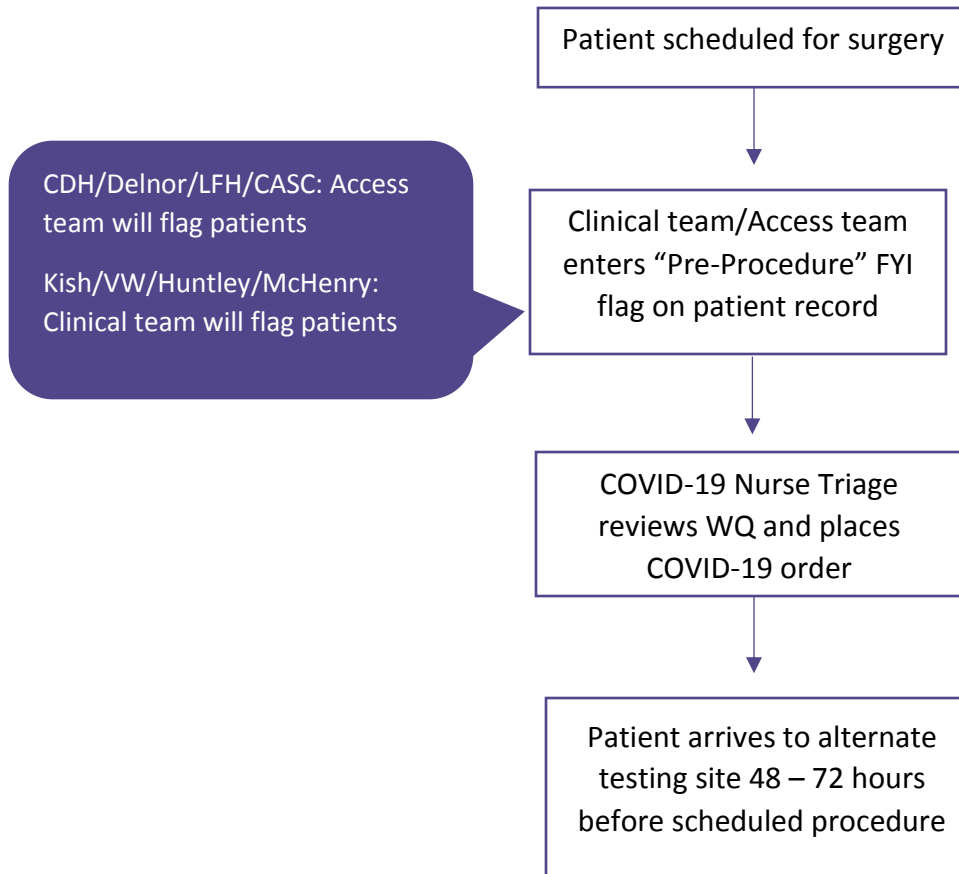 Patient scheduled for surgery
CDH/Delnor/LFH/CASC: Access
team will flag patients
Kish/VW/Huntley/McHenry:
Clinical team will flag patients
Clinical team/Access team
enters “Pre-Procedure” FYI
flag on patient record
COVID-19 Nurse Triage
reviews WQ and places
COVID-19 order
Patient arrives to alternate
testing site 48 – 72 hours
before scheduled procedure